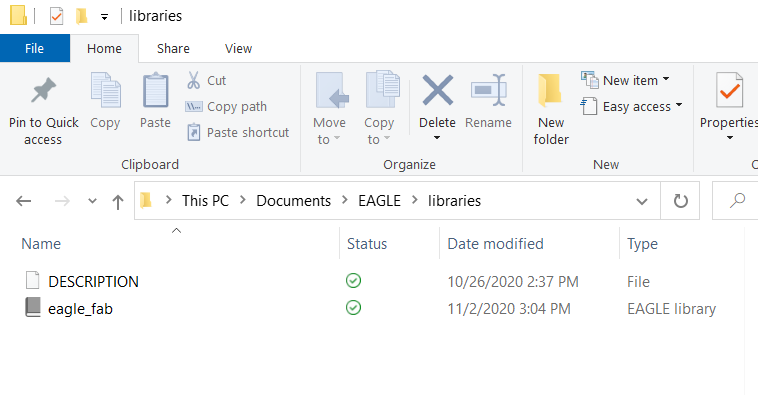 libraries
File Home Share View
Pin to Quick access
Copy
Paste
Cut
Copy path
Paste shortcut
Clipboard
Move to
Copy to
Delete
Rename
Organize
New folder
New item
Easy access
New
Properties
This PC > Documents > EAGLE > libraries
Name Status Date modified Type
DESCRIPTION 10/26/2020 2:37 PM File
eagle_fab 11/2/2020 3:04 PM EAGLE library